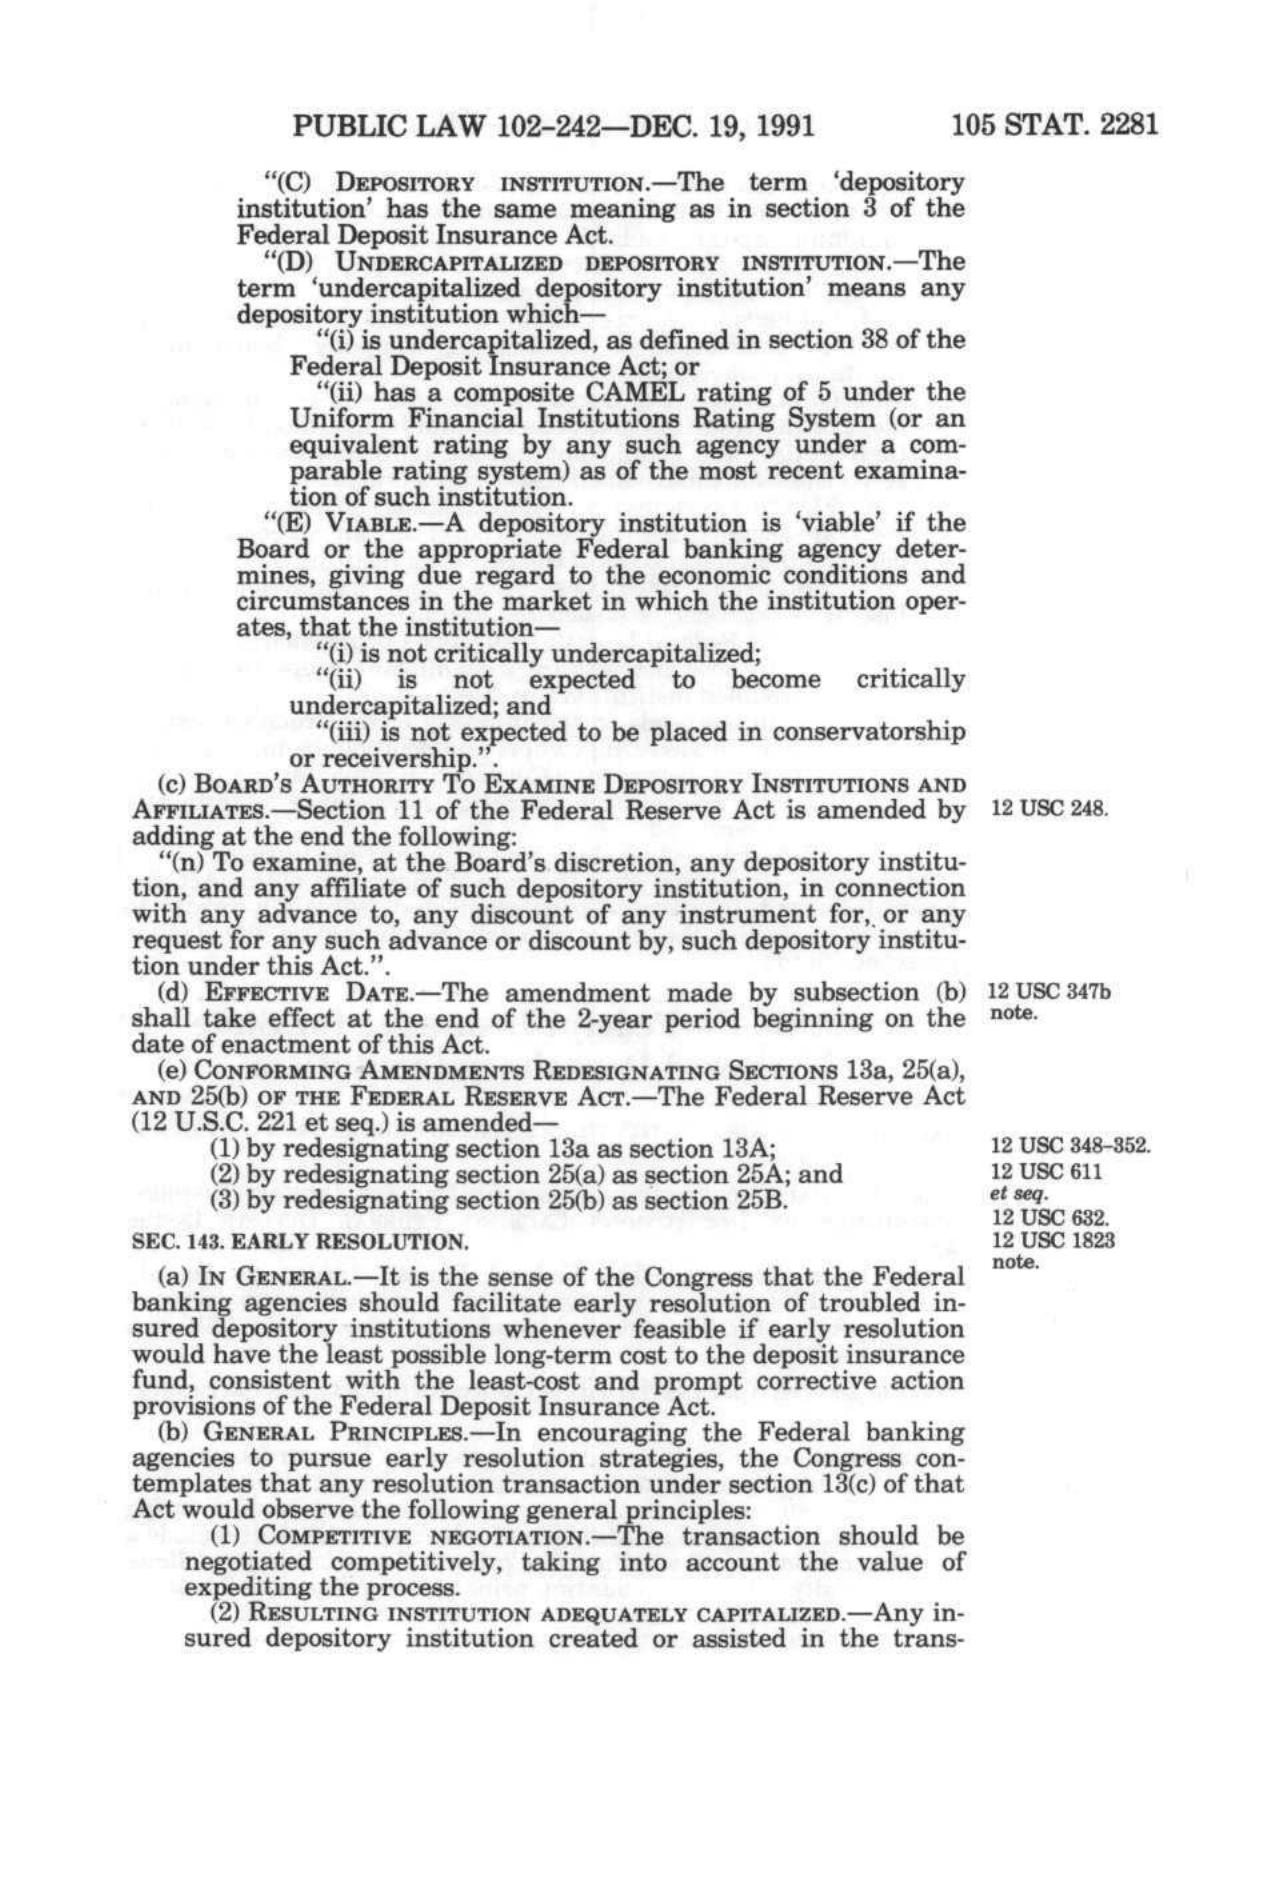 PUBLIC LAW 102-242—DEC. 19, 1991 105 STAT. 2281
“(C) DEPOSITORY INSTITUTION.—The term ‘depository
institution’ has the same meaning as in section 3 of the
Federal Deposit Insurance Act.
“(D) UNDERCAPITALIZED DEPOSITORY INSTITUTION.—The
term ‘undercapitalized depository institution’ means any
depository institution which—
“(i) is undercapitalized, as defined in section 38 of the
Federal Deposit Insurance Act; or
“(ii) has a composite CAMEL rating of 5 under the
Uniform Financial Institutions Rating System (or an
equivalent rating by any such agency under a com-
parable rating system) as of the most recent examina-
tion of such institution.
“(E) VIABLE.—A depository institution is ‘viable’ if the
Board or the appropriate Federal banking agency deter-
mines, giving due regard to the economic conditions and
circumstances in the market in which the institution oper-
ates, that the institution—
“(i) is not critically undercapitalized;
“(ii) is not expected to become critically
undercapitalized; and
“(iii) is not expected to be placed in conservatorship
or receivership.”.
(c) BOARD’S AUTHORITY TO EXAMINE DEPOSITORY INSTITUTIONS AND
AFFILIATES.—Section 11 of the Federal Reserve Act is amended by 12 USC 248.
adding at the end the following:
“(n) To examine, at the Board’s discretion, any depository institu-
tion, and any affiliate of such depository institution, in connection
with any advance to, any discount of any instrument for, or any
request for any such advance or discount by, such depository institu-
tion under this Act.”.
(d) EFFECTIVE DATE.—The amendment made by subsection (b) 12 USC 347b
shall take effect at the end of the 2-year period beginning on the note.
date of enactment of this Act.
(e) CONFORMING AMENDMENTS REDESIGNATING SECTIONS 13a, 25(a),
AND 25(b) OF THE FEDERAL RESERVE ACT.—The Federal Reserve Act
(12 U.S.C. 221 et seq.) is amended—
(1) by redesignating section 13a as section 13A; 12 USC 348–352.
(2) by redesignating section 25(a) as section 25A; and 12 USC 611
(3) by redesignating section 25(b) as section 25B. et seq.
12 USC 632.
SEC. 143. EARLY RESOLUTION. 12 USC 1823
note.
(a) IN GENERAL.—It is the sense of the Congress that the Federal
banking agencies should facilitate early resolution of troubled in-
sured depository institutions whenever feasible if early resolution
would have the least possible long-term cost to the deposit insurance
fund, consistent with the least-cost and prompt corrective action
provisions of the Federal Deposit Insurance Act.
(b) GENERAL PRINCIPLES.—In encouraging the Federal banking
agencies to pursue early resolution strategies, the Congress con-
templates that any resolution transaction under section 13(c) of that
Act would observe the following general principles:
(1) COMPETITIVE NEGOTIATION.—The transaction should be
negotiated competitively, taking into account the value of
expediting the process.
(2) RESULTING INSTITUTION ADEQUATELY CAPITALIZED.—Any in-
sured depository institution created or assisted in the trans-